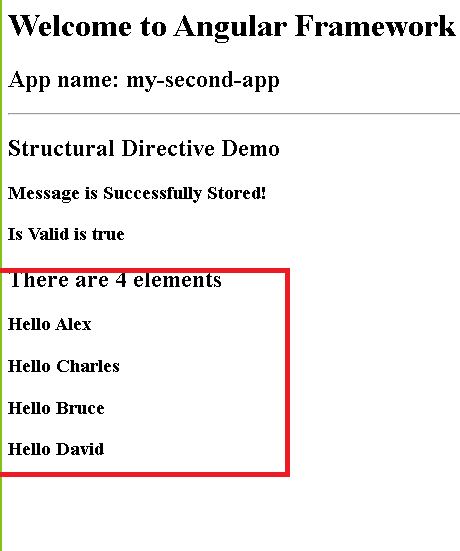 Welcome to Angular Framework
App name: my-second-app
Structural Directive Demo
Message is Successfully Stored!
Is Valid is true
There are 4 elements
Hello Alex
Hello Charles
Hello Bruce
Hello David